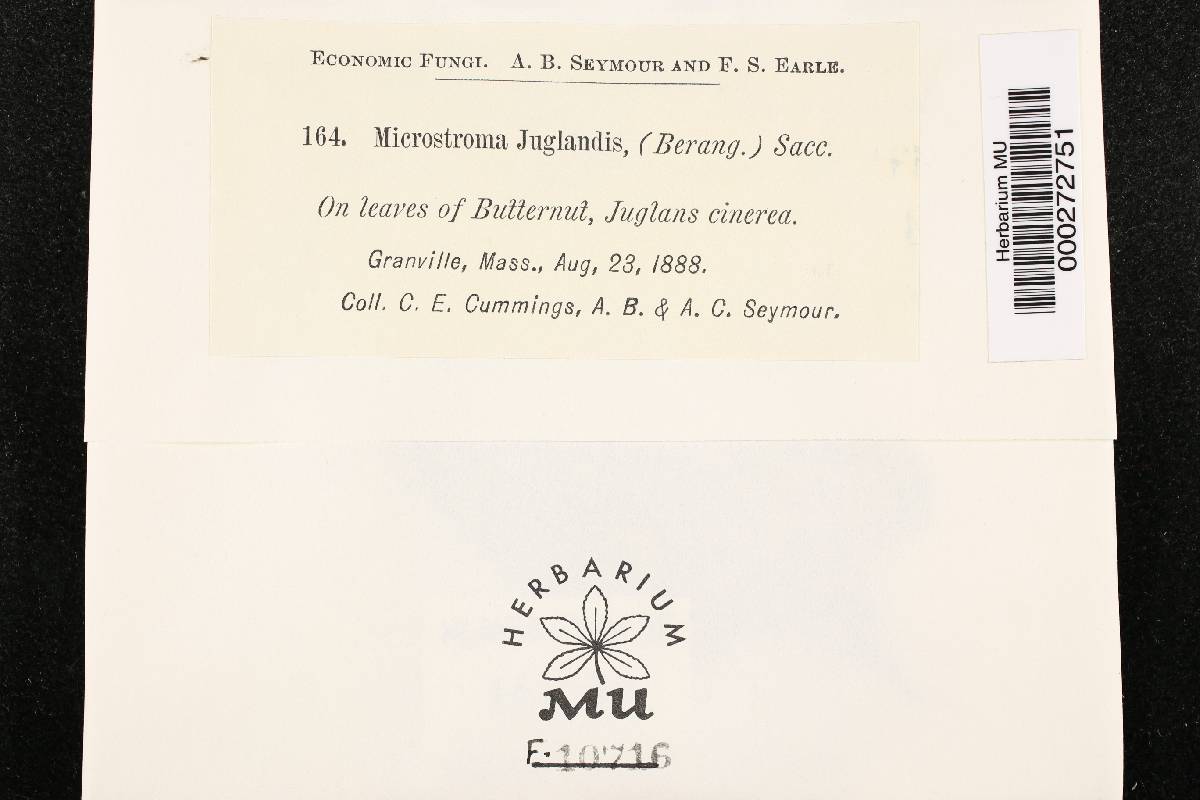 ECONOMIC FUNGI. A. B. SEYMOUR AND F. S. EARLE.
164. Microstroma Juglandis, (Berang.) Sacc.
On leaves of Butternut, Juglans cinerea.
Granville, Mass., Aug, 23, 1888.
Coll. C. E. Cummings, A. B. & A. C. Seymour.
Herbarium MU
000272751
HERBARIUM
MU
F-10716